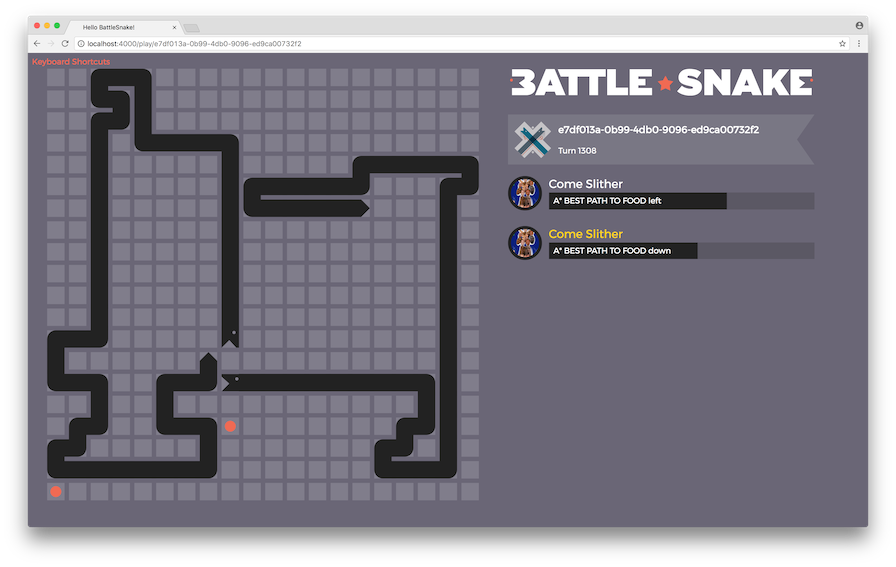 Hello BattleSnake!
localhost:4000/play/e7df013a-0b99-4db0-9096-ed9ca00732f2
Keyboard Shortcuts
BATTLE SNAKE
e7df013a-0b99-4db0-9096-ed9ca00732f2
Turn 1308
Come Slither
A* BEST PATH TO FOOD left
Come Slither
A* BEST PATH TO FOOD down